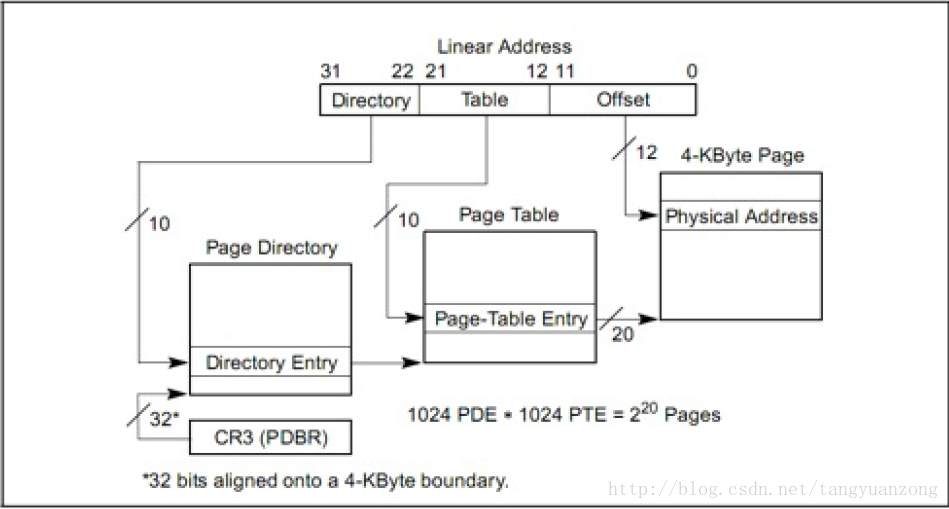 Linear Address
31 22 21 12 11 0
Directory Table Offset
12
4-KByte Page
Physical Address
10
10
Page Table
Page Directory
Page-Table Entry
20
Directory Entry
32*
1024 PDE * 1024 PTE = 2^20 Pages
CR3 (PDBR)
*32 bits aligned onto a 4-KByte boundary.
http://blog.csdn.net/tangyuanzong